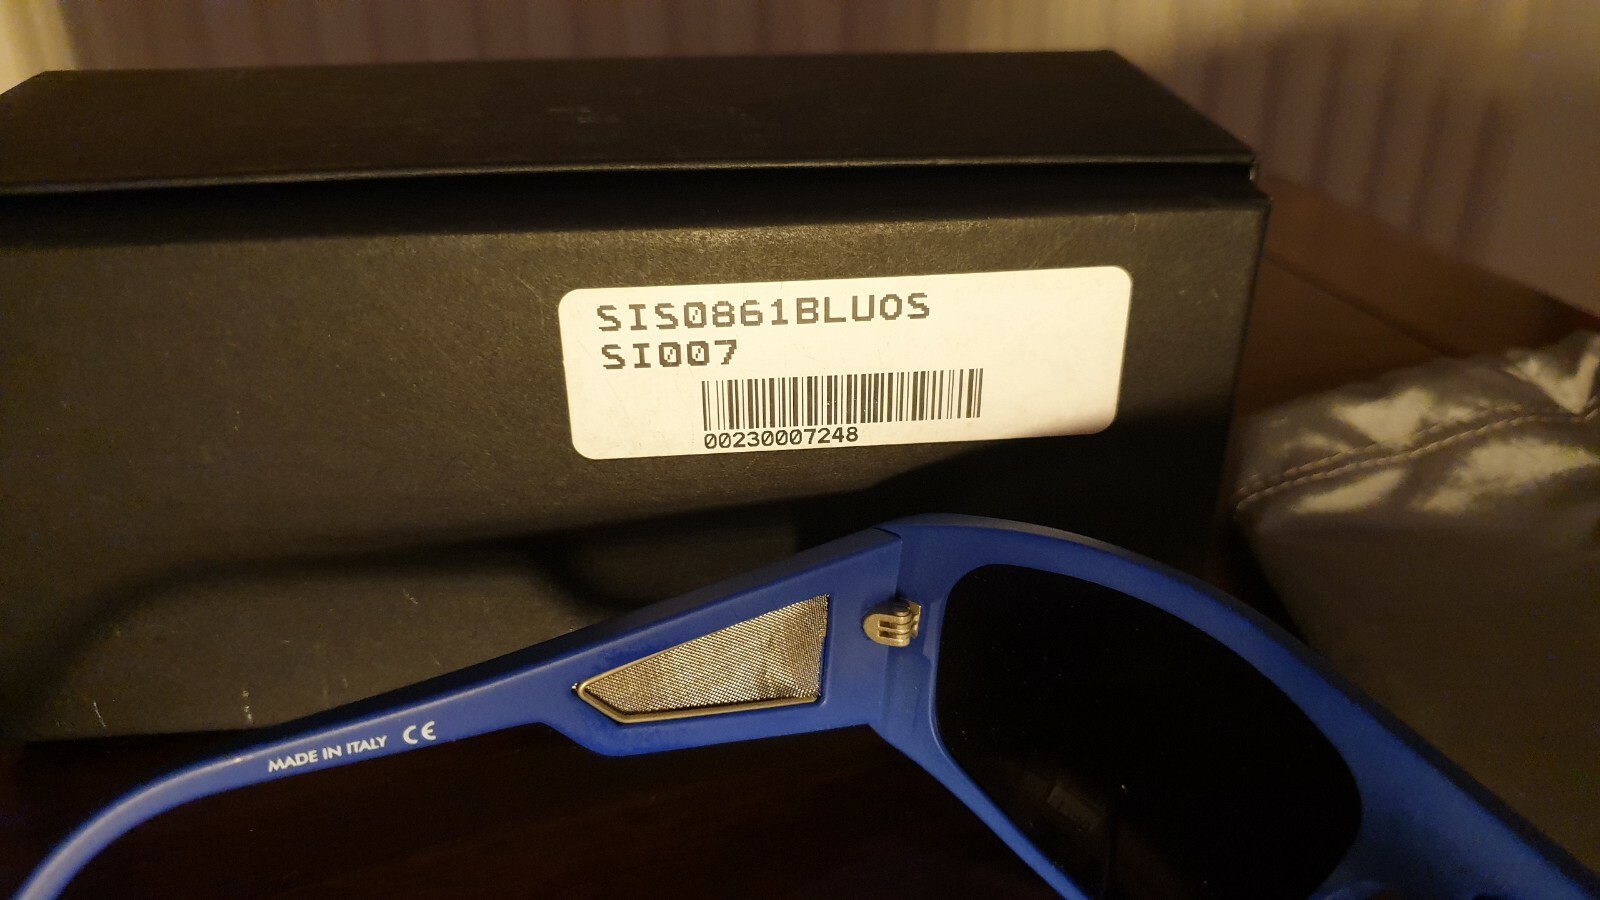 SIS0861BLUOS
SI007
00230007248
MADE IN ITALY CE